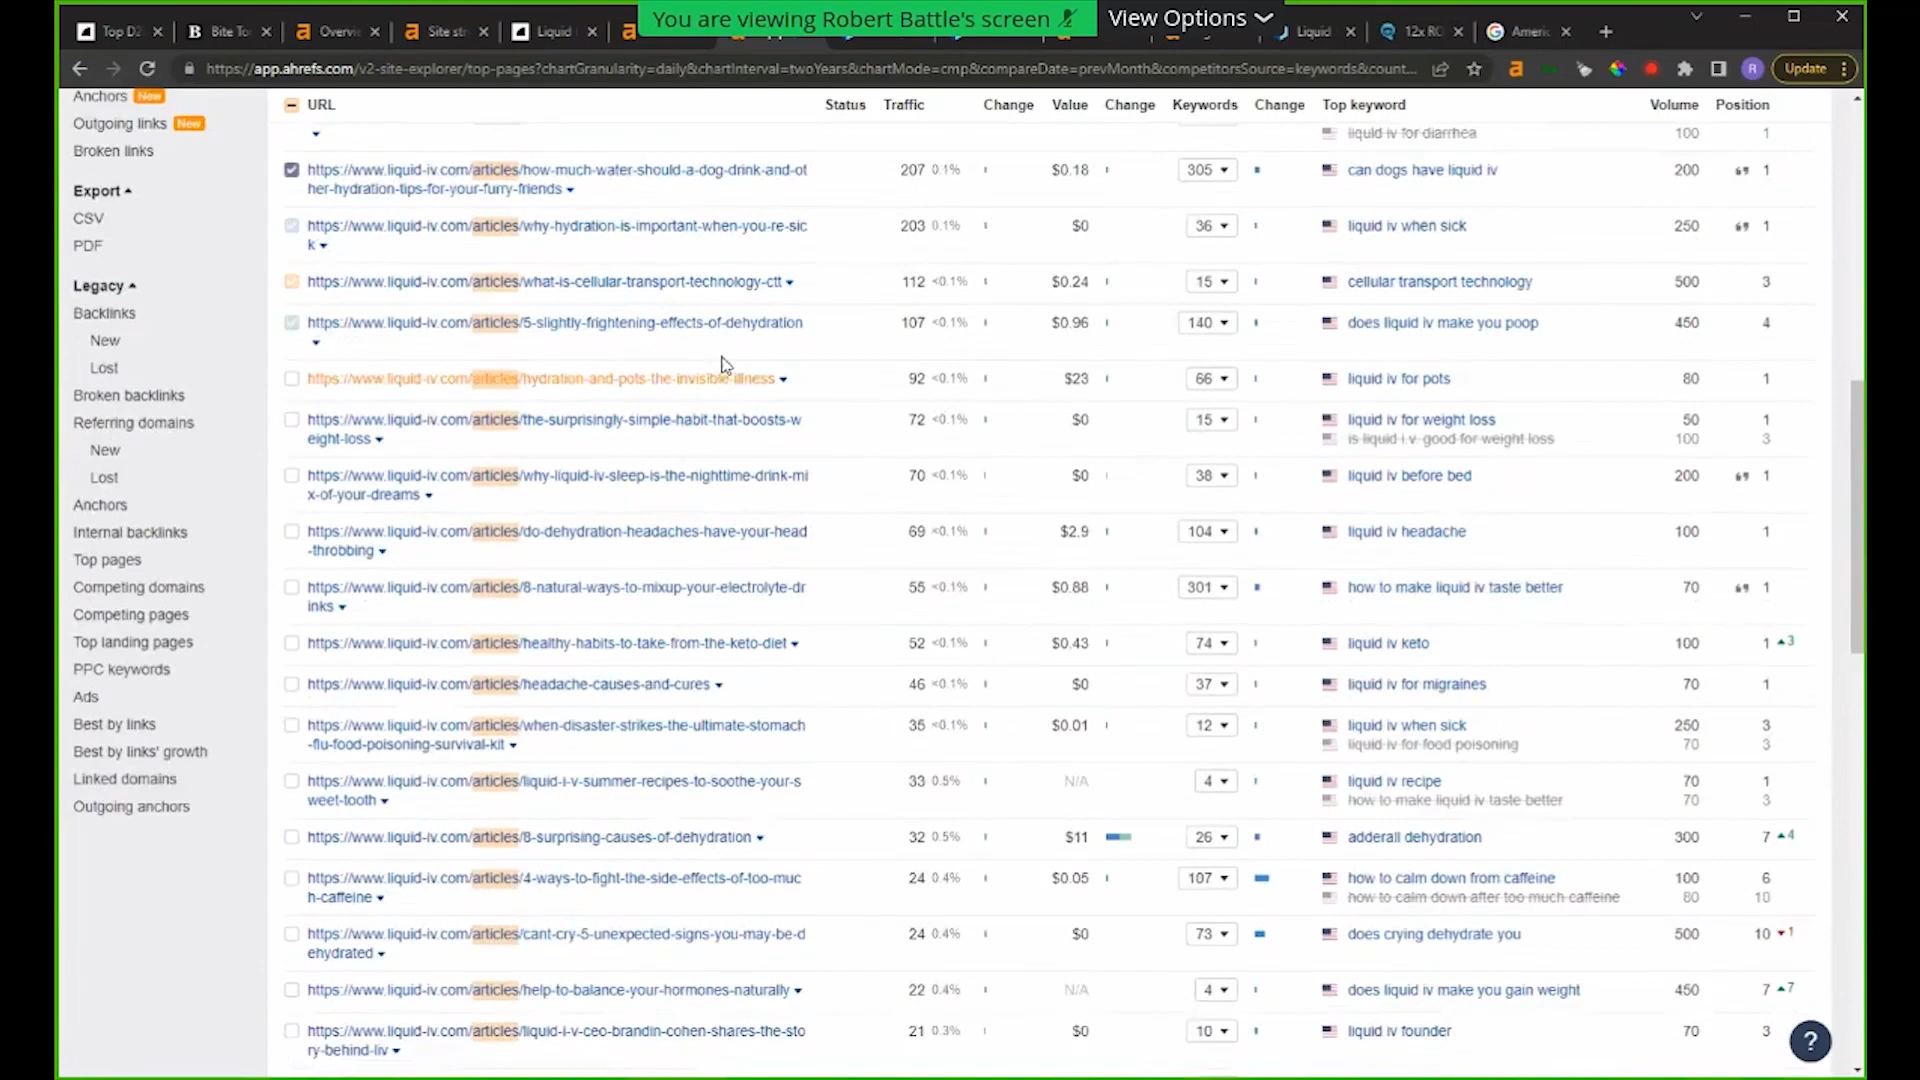 You are viewing Robert Battle's screen View Options
Top D2 Bite To Overvi Site str Liquid Liquid 12x RO Ameri
https://app.ahrefs.com/v2-site-explorer/top-pages?chartGranularity=daily&chartInterval=twoYears&chartMode=cmp&compareDate=prevMonth&competitorsSource=keywords&count... R Update
Anchors New
Outgoing links New
Broken links
Export
CSV
PDF
Legacy
Backlinks
New
Lost
Broken backlinks
Referring domains
New
Lost
Anchors
Internal backlinks
Top pages
Competing domains
Competing pages
Top landing pages
PPC keywords
Ads
Best by links
Best by links' growth
Linked domains
Outgoing anchors
URL Status Traffic Change Value Change Keywords Change Top keyword Volume Position
liquid iv for diarrhea 100 1
https://www.liquid-iv.com/articles/how-much-water-should-a-dog-drink-and-ot 207 0.1% $0.18 305 can dogs have liquid iv 200 1
her-hydration-tips-for-your-furry-friends
https://www.liquid-iv.com/articles/why-hydration-is-important-when-you-re-sic 203 0.1% $0 36 liquid iv when sick 250 1
k
https://www.liquid-iv.com/articles/what-is-cellular-transport-technology-ctt 112 <0.1% $0.24 15 cellular transport technology 500 3
https://www.liquid-iv.com/articles/5-slightly-frightening-effects-of-dehydration 107 <0.1% $0.96 140 does liquid iv make you poop 450 4
https://www.liquid-iv.com/articles/hydration-and-pots-the-invisible-illness 92 <0.1% $23 66 liquid iv for pots 80 1
https://www.liquid-iv.com/articles/the-surprisingly-simple-habit-that-boosts-w 72 <0.1% $0 15 liquid iv for weight loss 50 1
eight-loss is liquid i.v. good for weight loss 100 3
https://www.liquid-iv.com/articles/why-liquid-iv-sleep-is-the-nighttime-drink-mi 70 <0.1% $0 38 liquid iv before bed 200 1
x-of-your-dreams
https://www.liquid-iv.com/articles/do-dehydration-headaches-have-your-head 69 <0.1% $2.9 104 liquid iv headache 100 1
-throbbing
https://www.liquid-iv.com/articles/8-natural-ways-to-mixup-your-electrolyte-dr 55 <0.1% $0.88 301 how to make liquid iv taste better 70 1
inks
https://www.liquid-iv.com/articles/healthy-habits-to-take-from-the-keto-diet 52 <0.1% $0.43 74 liquid iv keto 100 1 3
https://www.liquid-iv.com/articles/headache-causes-and-cures 46 <0.1% $0 37 liquid iv for migraines 70 1
https://www.liquid-iv.com/articles/when-disaster-strikes-the-ultimate-stomach 35 <0.1% $0.01 12 liquid iv when sick 250 3
-flu-food-poisoning-survival-kit liquid iv for food poisoning 70 3
https://www.liquid-iv.com/articles/liquid-i-v-summer-recipes-to-soothe-your-s 33 0.5% N/A 4 liquid iv recipe 70 1
weet-tooth how to make liquid iv taste better 70 3
https://www.liquid-iv.com/articles/8-surprising-causes-of-dehydration 32 0.5% $11 26 adderall dehydration 300 7 4
https://www.liquid-iv.com/articles/4-ways-to-fight-the-side-effects-of-too-muc 24 0.4% $0.05 107 how to calm down from caffeine 100 6
h-caffeine how to calm down after too much caffeine 80 10
https://www.liquid-iv.com/articles/cant-cry-5-unexpected-signs-you-may-be-d 24 0.4% $0 73 does crying dehydrate you 500 10 1
ehydrated
https://www.liquid-iv.com/articles/help-to-balance-your-hormones-naturally 22 0.4% N/A 4 does liquid iv make you gain weight 450 7 7
https://www.liquid-iv.com/articles/liquid-i-v-ceo-brandin-cohen-shares-the-sto 21 0.3% $0 10 liquid iv founder 70 3
ry-behind-liv
?